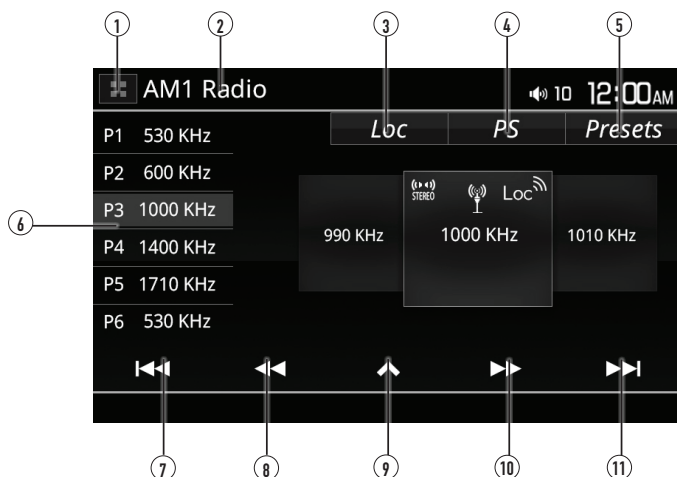 1 2 3 4 5
AM1 Radio 10 12:00AM
Loc PS Presets
P1 530 KHz
P2 600 KHz
P3 1000 KHz
P4 1400 KHz
P5 1710 KHz
P6 530 KHz
STEREO Loc
990 KHz 1000 KHz 1010 KHz
6
7 8 9 10 11